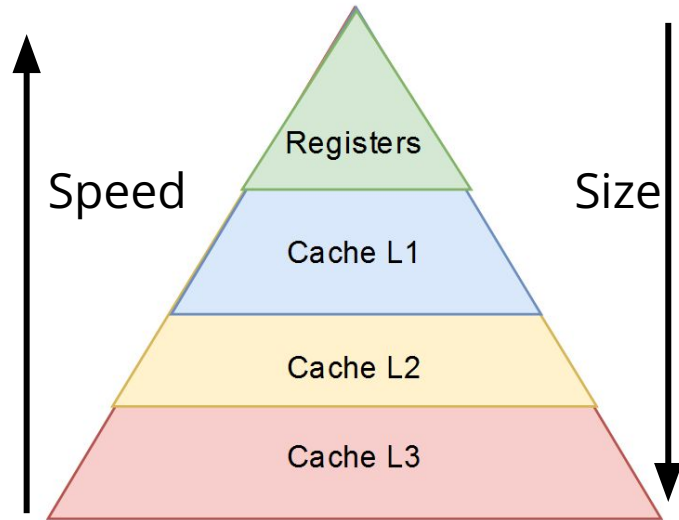 Registers
Speed
Size
Cache L1
Cache L2
Cache L3